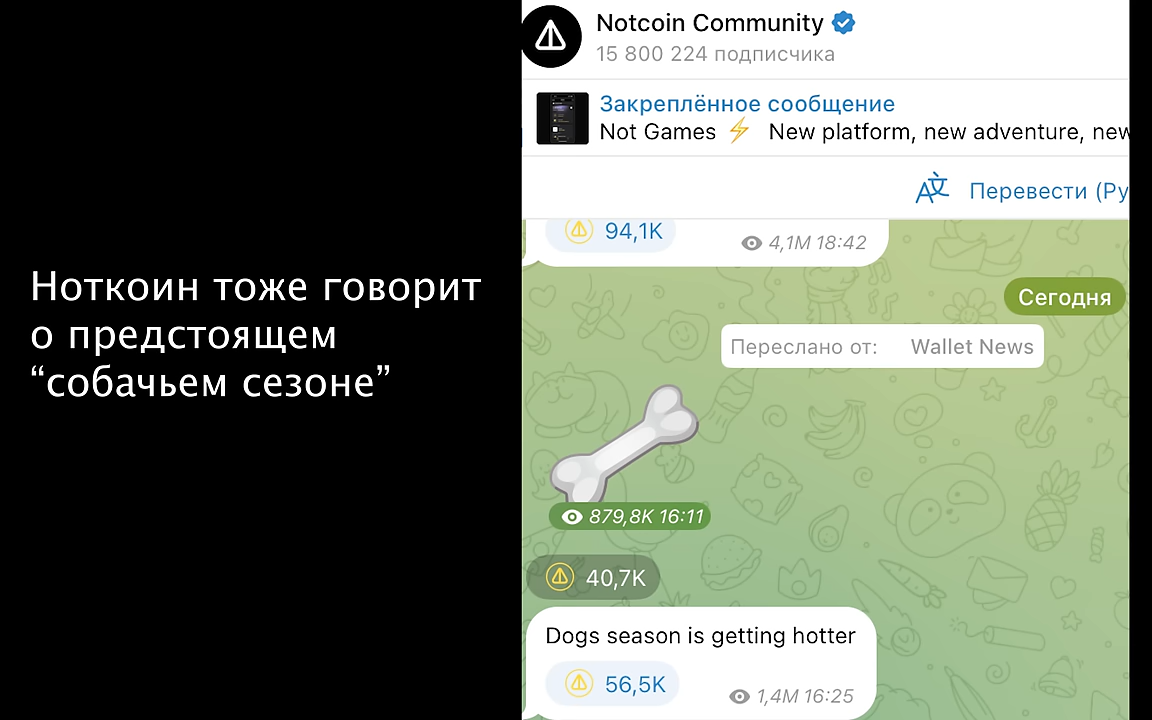 Ноткоин тоже говорит
о предстоящем
“собачьем сезоне”
Notcoin Community
15 800 224 подписчика
Закреплённое сообщение
Not Games ⚡ New platform, new adventure, new
Перевести (Ру
94,1K
4,1M 18:42
Сегодня
Переслано от: Wallet News
879,8K 16:11
40,7K
Dogs season is getting hotter
56,5K
1,4M 16:25